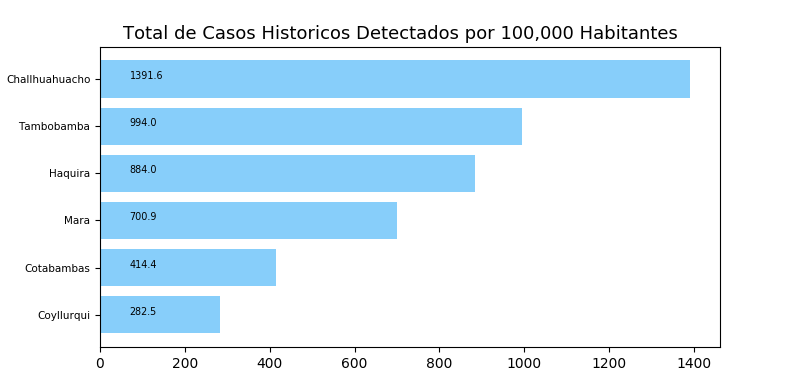 Total de Casos Historicos Detectados por 100,000 Habitantes
Challhuahuacho 1391.6
Tambobamba 994.0
Haquira 884.0
Mara 700.9
Cotabambas 414.4
Coyllurqui 282.5
0 200 400 600 800 1000 1200 1400